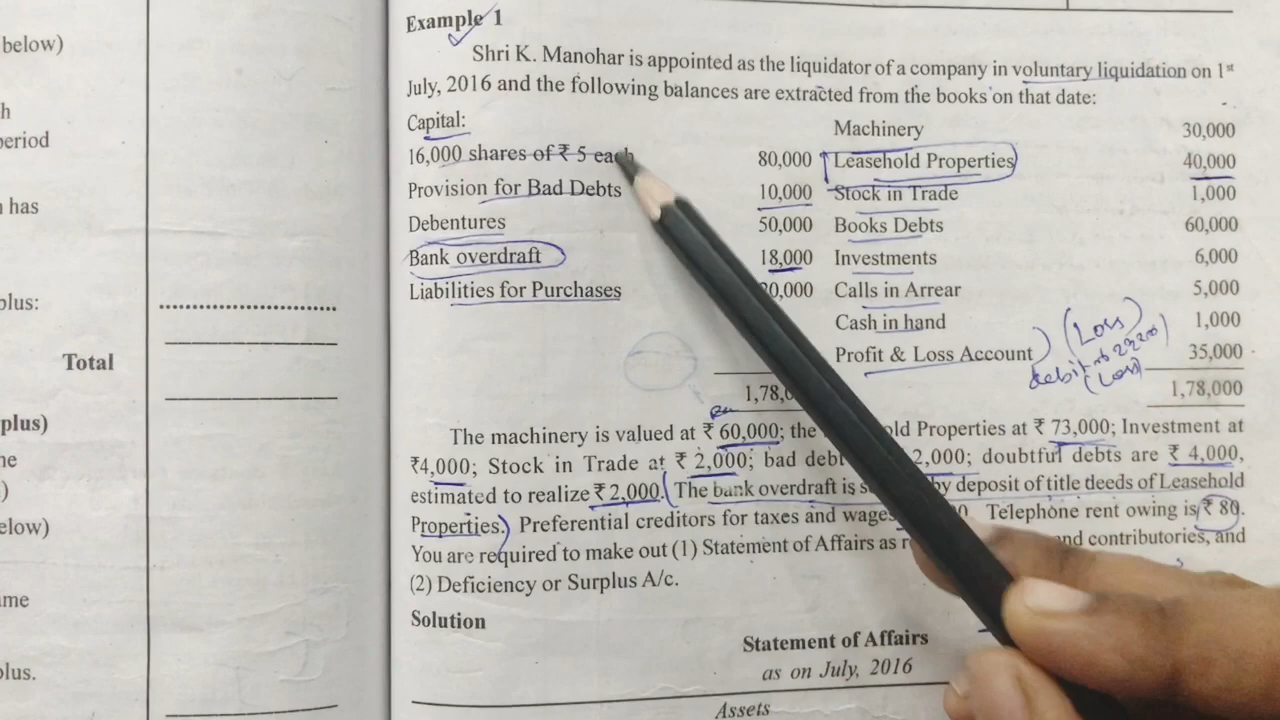 below)
h
period
has
plus:
Total
plus)
ne
elow)
me
olus.
Example 1
Shri K. Manohar is appointed as the liquidator of a company in voluntary liquidation on 1st
July, 2016 and the following balances are extracted from the books on that date:
Capital:
16,000 shares of ₹ 5 each 80,000
Provision for Bad Debts 10,000
Debentures 50,000
Bank overdraft 18,000
Liabilities for Purchases
1,78,0
Machinery 30,000
Leasehold Properties 40,000
Stock in Trade 1,000
Books Debts 60,000
Investments 6,000
Calls in Arrear 5,000
Cash in hand 1,000
Profit & Loss Account 35,000
(Loss)
debit
(Loss)
1,78,000
The machinery is valued at ₹ 60,000; the Properties at ₹ 73,000; Investment at
₹4,000; Stock in Trade at ₹ 2,000; bad 2,000; doubtful debts are ₹ 4,000,
estimated to realize ₹ 2,000. (The bank overdraft is by deposit of title deeds of Leasehold
Properties.) Preferential creditors for taxes and wages Telephone rent owing is ₹ 80.
You are required to make out (1) Statement of Affairs as and contributories, and
(2) Deficiency or Surplus A/c.
Solution
Statement of Affairs
as on July, 2016
Assets